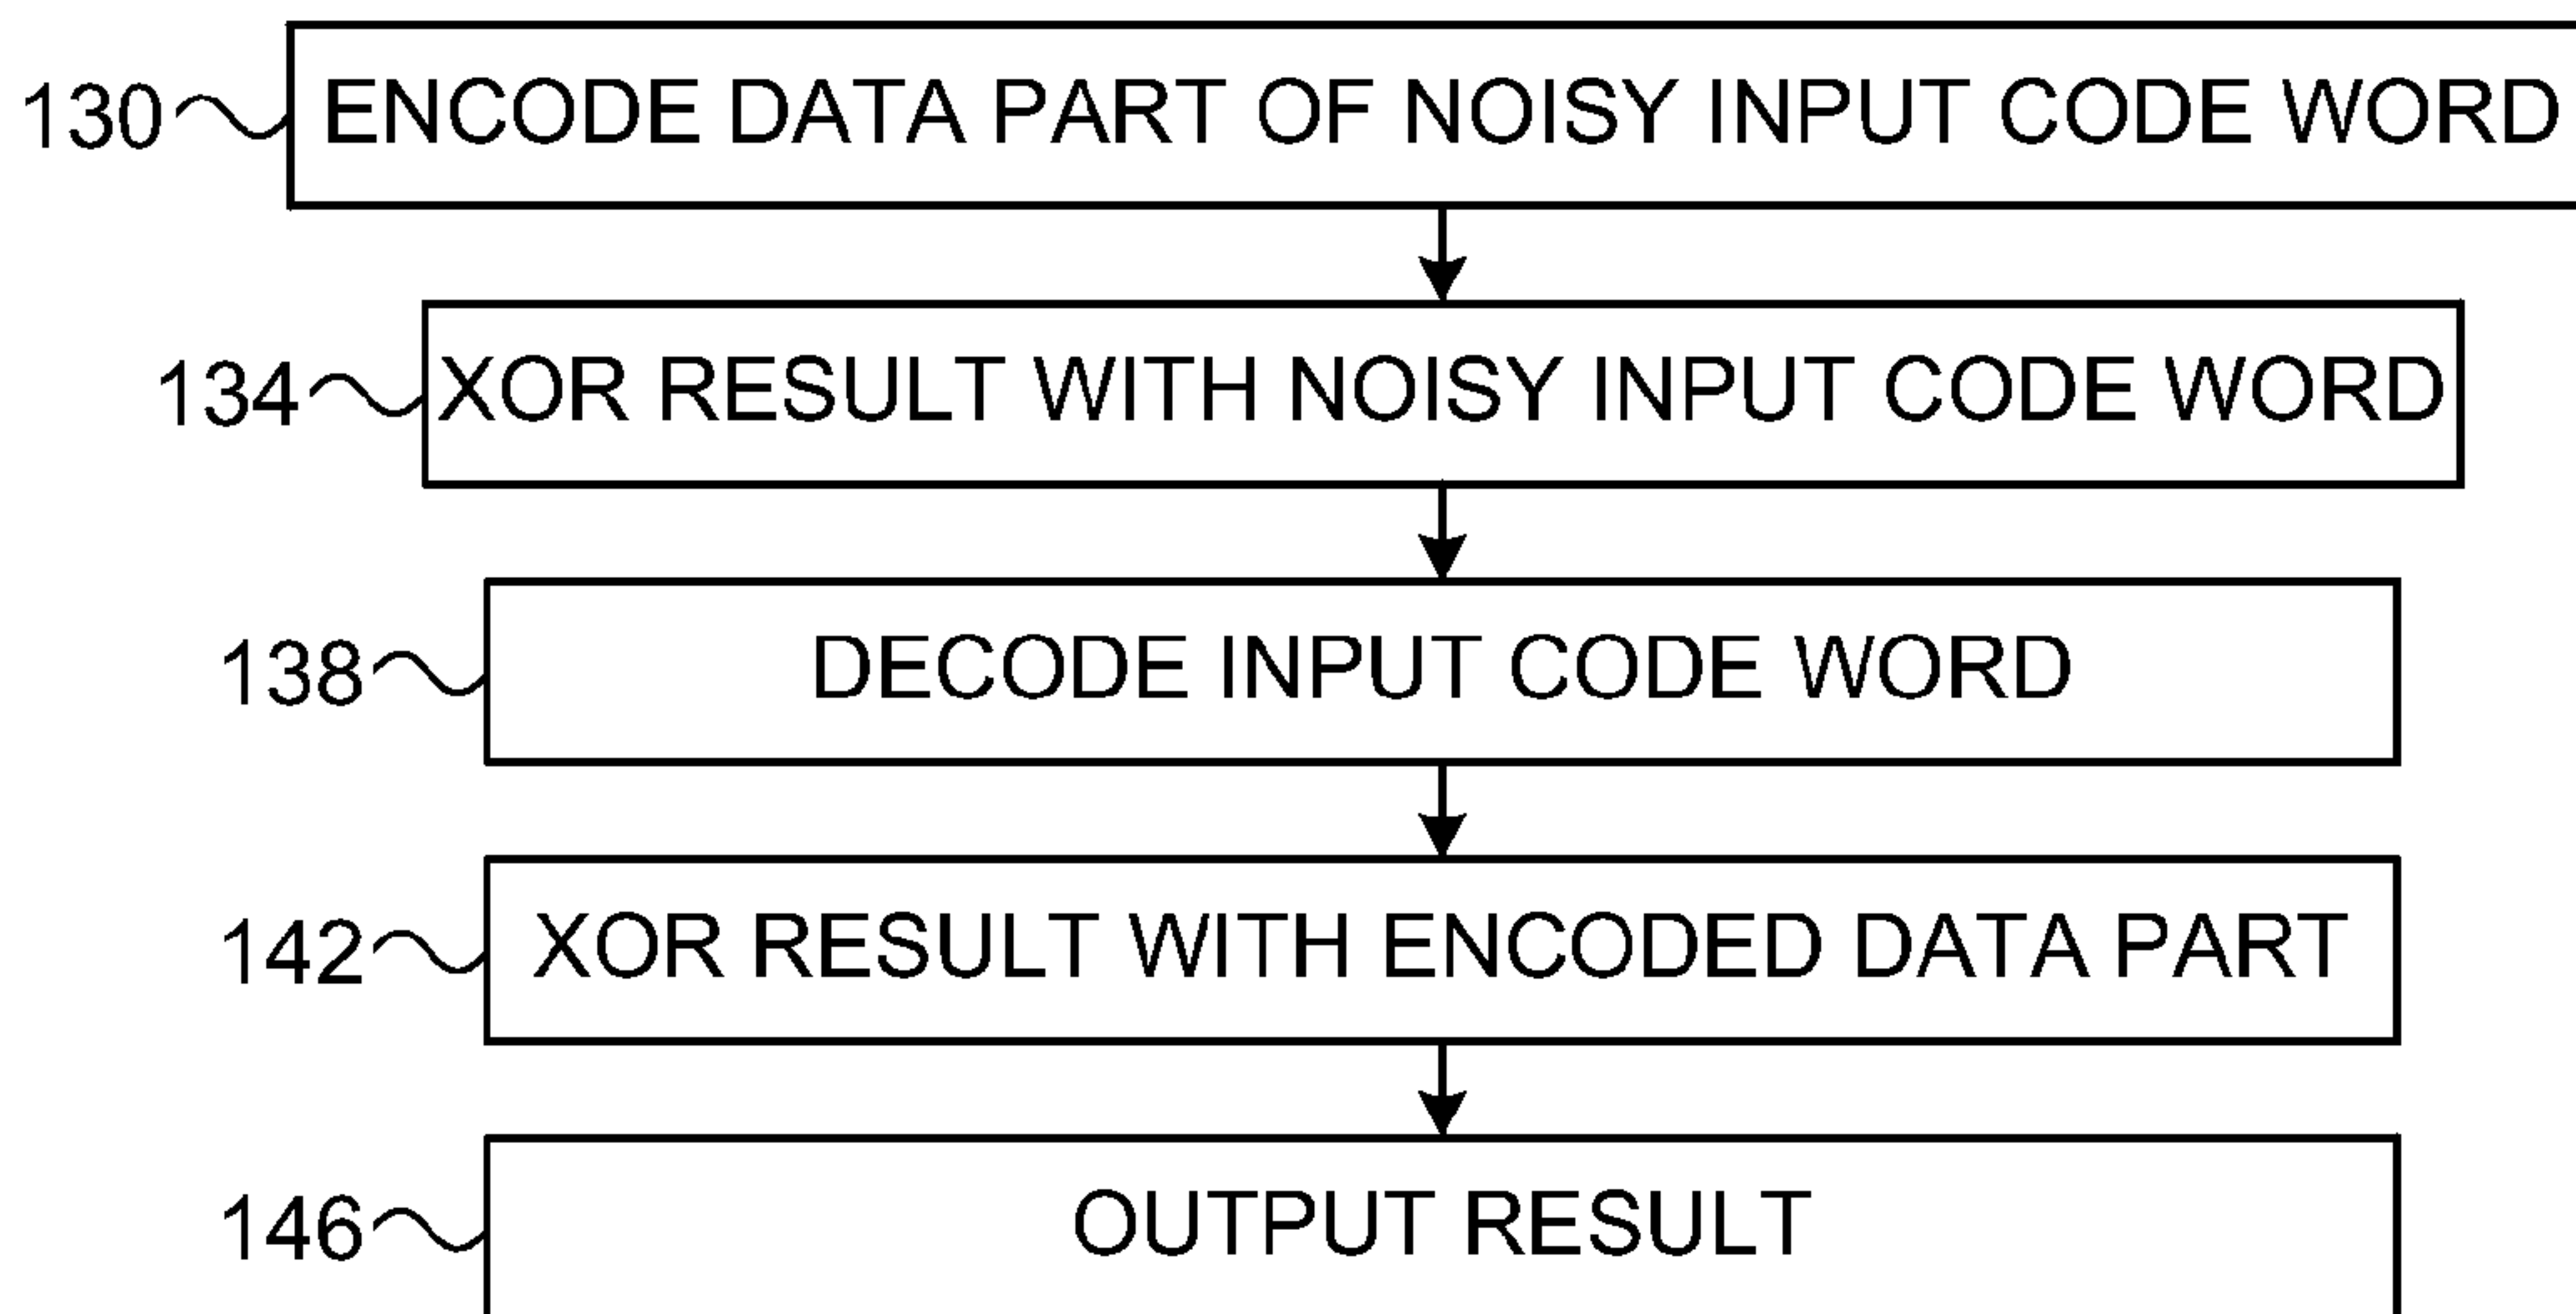 130 ENCODE DATA PART OF NOISY INPUT CODE WORD
134 XOR RESULT WITH NOISY INPUT CODE WORD
138 DECODE INPUT CODE WORD
142 XOR RESULT WITH ENCODED DATA PART
146 OUTPUT RESULT